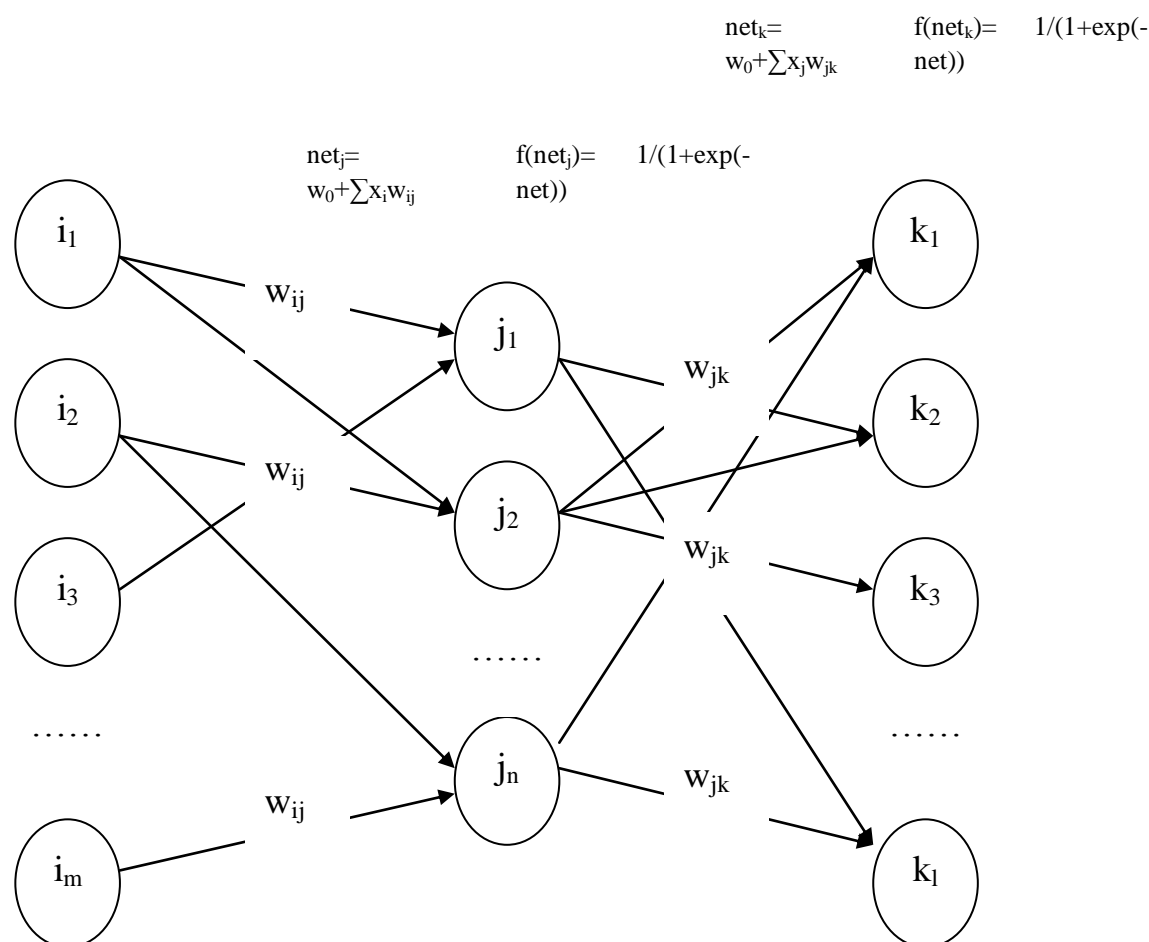 netₖ= f(netₖ)= 1/(1+exp(-
w₀+∑xⱼwⱼₖ net))
netⱼ= f(netⱼ)= 1/(1+exp(-
w₀+∑xᵢwᵢⱼ net))
i₁ k₁
wᵢⱼ
j₁
wⱼₖ
i₂ k₂
wᵢⱼ
j₂
wⱼₖ
i₃ k₃
……
…… ……
jₙ wⱼₖ
wᵢⱼ
iₘ kₗ